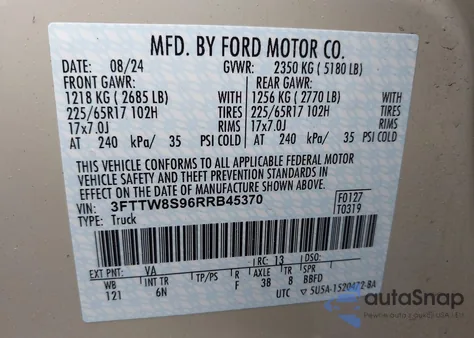 MFD. BY FORD MOTOR CO.
DATE: 08/24 GVWR: 2350 KG (5180 LB)
FRONT GAWR: REAR GAWR:
1218 KG (2685 LB) WITH 1256 KG (2770 LB) WITH
225/65R17 102H TIRES 225/65R17 102H TIRES
17x7.0J RIMS 17x7.0J RIMS
AT 240 kPa/ 35 PSI COLD AT 240 kPa/ 35 PSI COLD
THIS VEHICLE CONFORMS TO ALL APPLICABLE FEDERAL MOTOR
VEHICLE SAFETY AND THEFT PREVENTION STANDARDS IN
EFFECT ON THE DATE OF MANUFACTURE SHOWN ABOVE.
VIN: 3FTTW8S96RRB45370 F0127
TYPE: Truck T0319
RC: 13 DSO:
EXT PNT: VA
WB INT TR TP/PS R AXLE TR SPR
121 6N F 38 8 BBFD
UTC 5U5A-1520472-BA
autoSnap